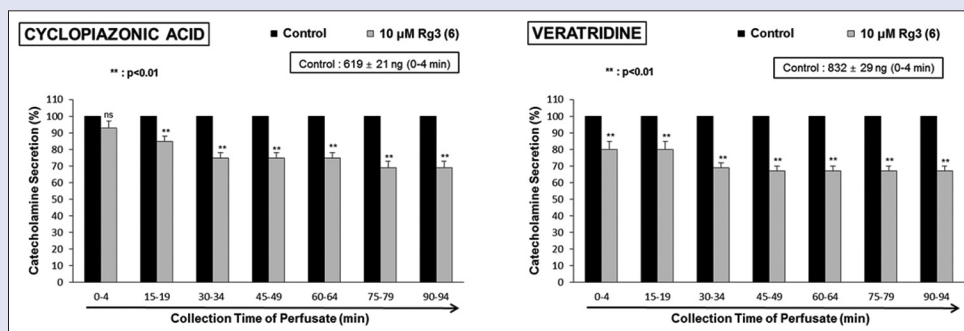 CYCLOPIAZONIC ACID
Control
10 µM Rg3 (6)
** : p<0.01
Control : 619 ± 21 ng (0-4 min)
Catecholamine Secretion (%)
110
100
90
80
70
60
50
40
30
20
10
0
ns
**
**
**
**
**
**
0-4 15-19 30-34 45-49 60-64 75-79 90-94
Collection Time of Perfusate (min)
VERATRIDINE
Control
10 µM Rg3 (6)
** : p<0.01
Control : 832 ± 29 ng (0-4 min)
Catecholamine Secretion (%)
110
100
90
80
70
60
50
40
30
20
10
0
**
**
**
**
**
**
**
0-4 15-19 30-34 45-49 60-64 75-79 90-94
Collection Time of Perfusate (min)